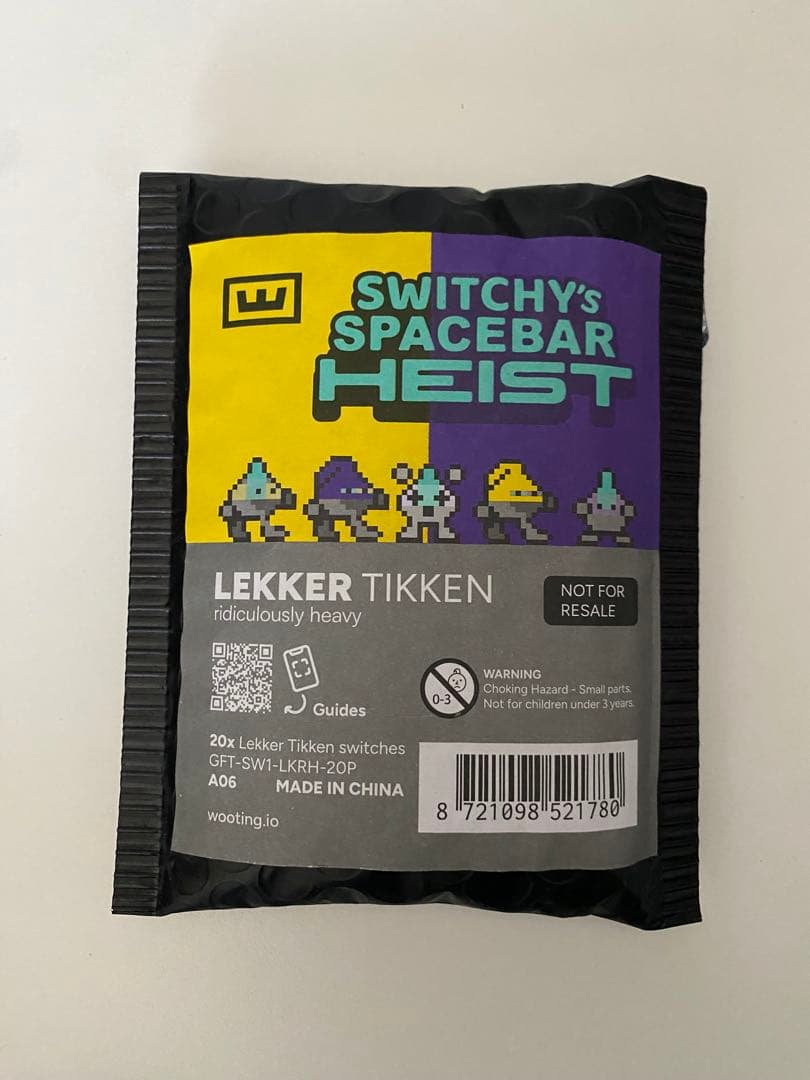 SWITCHY'S
SPACEBAR
HEIST
LEKKER TIKKEN
ridiculously heavy
NOT FOR
RESALE
Guides
0-3
WARNING
Choking Hazard - Small parts.
Not for children under 3 years.
20x Lekker Tikken switches
GFT-SW1-LKRH-20P
A06 MADE IN CHINA
wooting.io
8 721098 521780